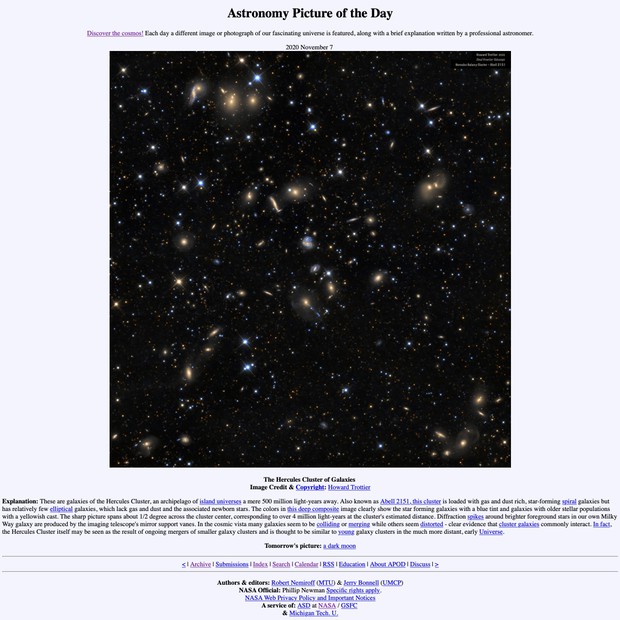 Astronomy Picture of the Day
Discover the cosmos! Each day a different image or photograph of our fascinating universe is featured, along with a brief explanation written by a professional astronomer.
2020 November 7
The Hercules Cluster of Galaxies
Image Credit & Copyright: Howard Trottier
Explanation: These are galaxies of the Hercules Cluster, an archipelago of island universes a mere 500 million light-years away. Also known as Abell 2151, this cluster is loaded with gas and dust rich, star-forming spiral galaxies but
has relatively few elliptical galaxies, which lack gas and dust and the associated newborn stars. The colors in this deep composite image clearly show the star forming galaxies with a blue tint and galaxies with older stellar populations
with a yellowish cast. The sharp picture spans about 1/2 degree across the cluster center, corresponding to over 4 million light-years at the cluster's estimated distance. Diffraction spikes around brighter foreground stars in our own Milky
Way galaxy are produced by the imaging telescope's mirror support vanes. In the cosmic vista many galaxies seem to be colliding or merging while others seem distorted - clear evidence that cluster galaxies commonly interact. In fact,
the Hercules Cluster itself may be seen as the result of ongoing mergers of smaller galaxy clusters and is thought to be similar to young galaxy clusters in the much more distant, early Universe.
Tomorrow's picture: a dark moon
< | Archive | Submissions | Index | Search | Calendar | RSS | Education | About APOD | Discuss | >
Authors & editors: Robert Nemiroff (MTU) & Jerry Bonnell (UMCP)
NASA Official: Phillip Newman Specific rights apply.
NASA Web Privacy Policy and Important Notices
A service of: ASD at NASA / GSFC
& Michigan Tech. U.